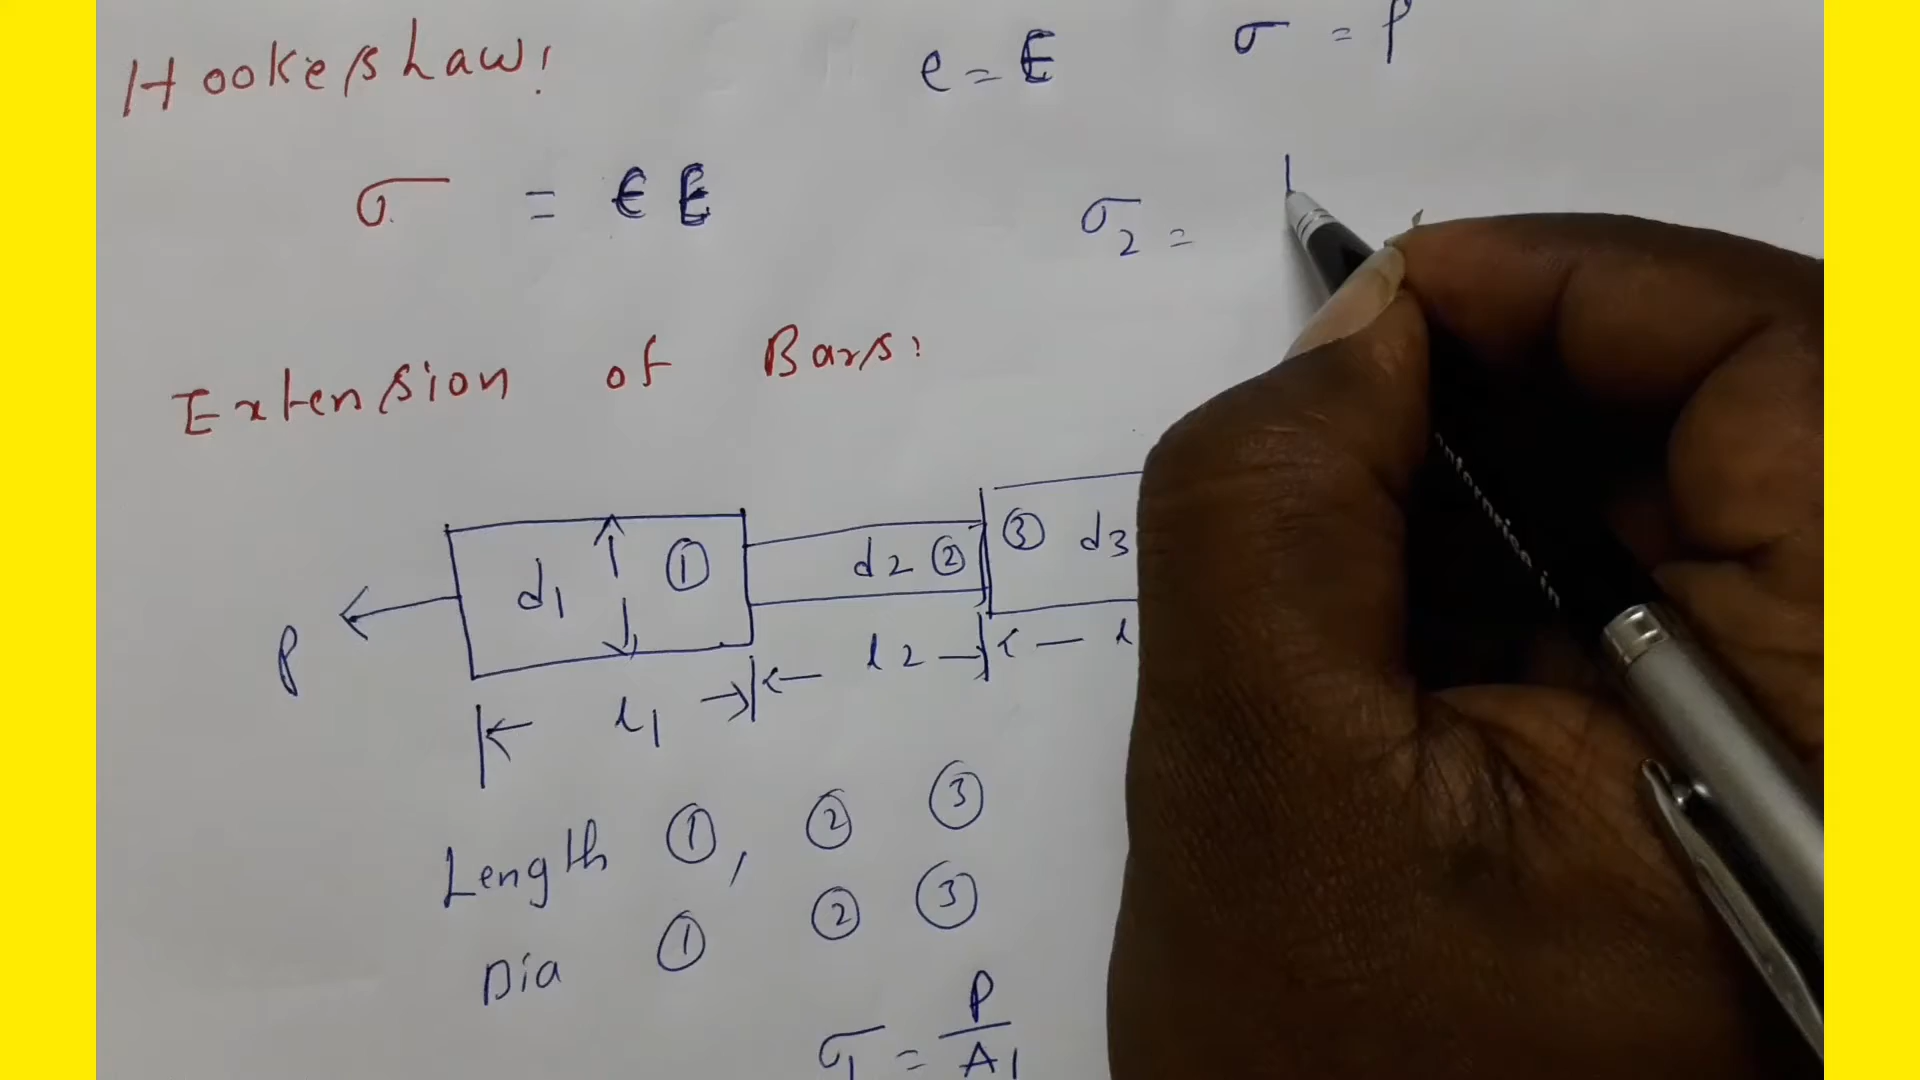 Hookes Law:
e = E
σ = P
σ = € E
σ2 =
Extension of Bars:
d1 ① d2 ② ③ d3
P
l1 l2 l
Length ①, ② ③
Dia ① ② ③
σ1 = P/A1